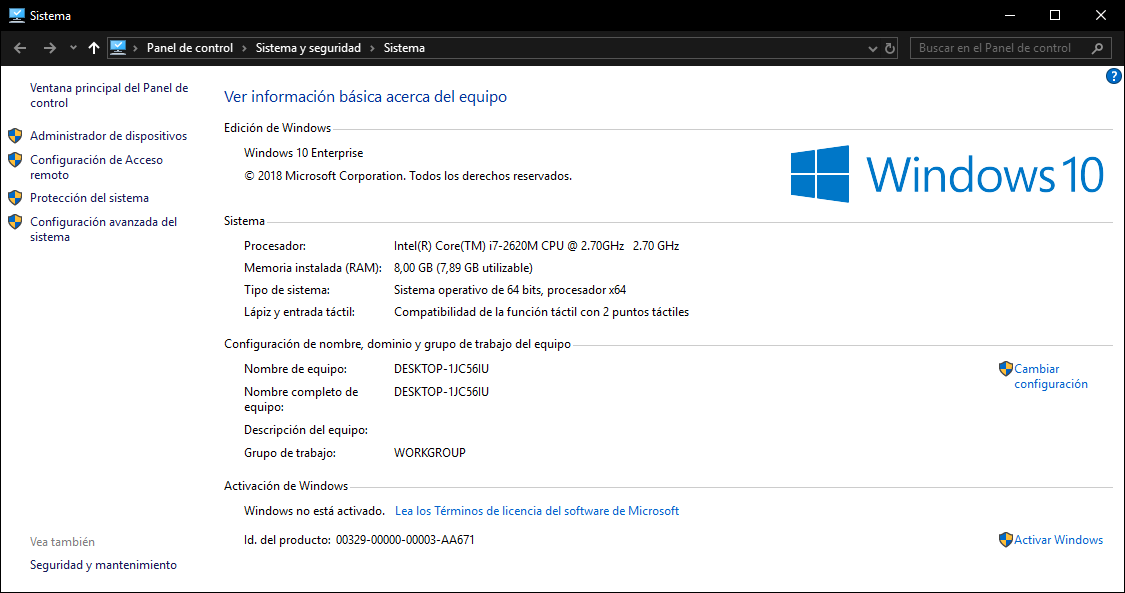 Sistema
Panel de control
Sistema y seguridad
Sistema
Buscar en el Panel de control
Ventana principal del Panel de
control
Administrador de dispositivos
Configuración de Acceso
remoto
Protección del sistema
Configuración avanzada del
sistema
Vea también
Seguridad y mantenimiento
?
Ver información básica acerca del equipo
Edición de Windows
Windows 10 Enterprise
© 2018 Microsoft Corporation. Todos los derechos reservados.
Windows 10
Sistema
Procesador: Intel(R) Core(TM) i7-2620M CPU @ 2.70GHz 2.70 GHz
Memoria instalada (RAM): 8,00 GB (7,89 GB utilizable)
Tipo de sistema: Sistema operativo de 64 bits, procesador x64
Lápiz y entrada táctil: Compatibilidad de la función táctil con 2 puntos táctiles
Configuración de nombre, dominio y grupo de trabajo del equipo
Nombre de equipo: DESKTOP-1JC56IU
Cambiar
configuración
Nombre completo de DESKTOP-1JC56IU
equipo:
Descripción del equipo:
Grupo de trabajo: WORKGROUP
Activación de Windows
Windows no está activado. Lea los Términos de licencia del software de Microsoft
Id. del producto: 00329-00000-00003-AA671
Activar Windows